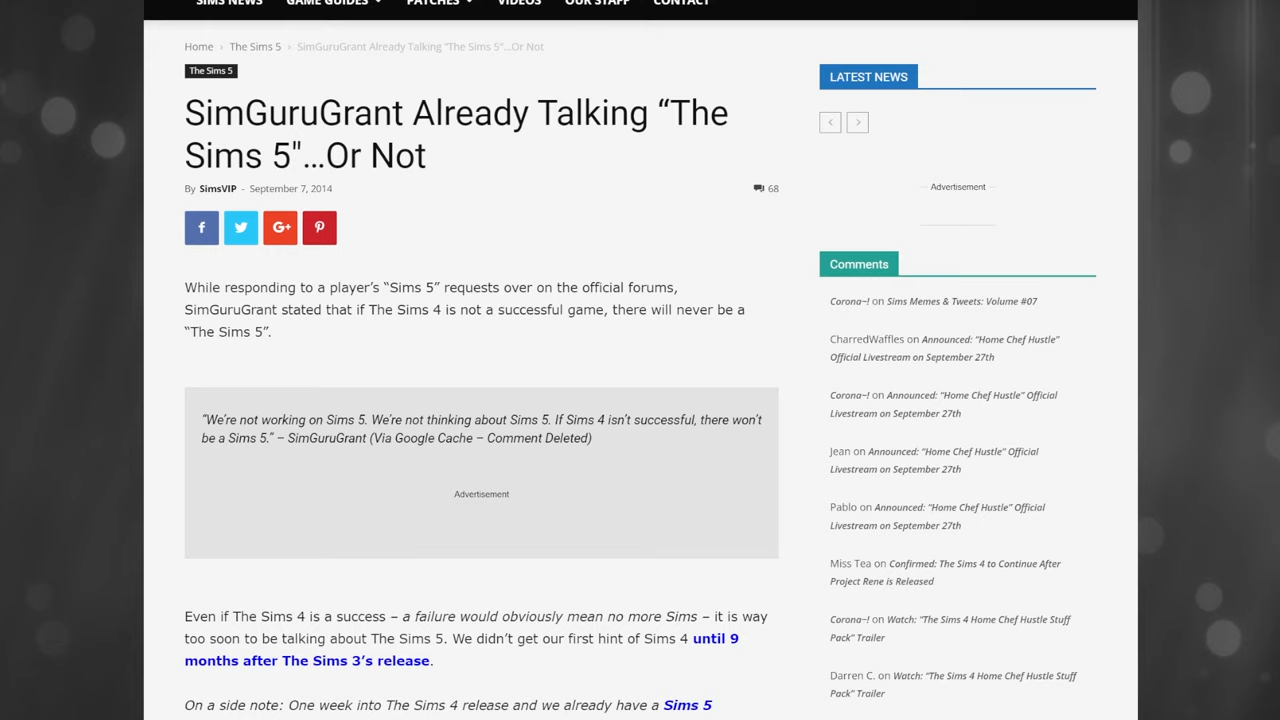 SIMS NEWS GAME GUIDES PATCHES VIDEOS OUR STAFF CONTACT
Home › The Sims 5 › SimGuruGrant Already Talking "The Sims 5"...Or Not
The Sims 5
SimGuruGrant Already Talking “The
Sims 5"...Or Not
By SimsVIP - September 7, 2014
68
f G+
While responding to a player’s “Sims 5” requests over on the official forums,
SimGuruGrant stated that if The Sims 4 is not a successful game, there will never be a
“The Sims 5”.
“We’re not working on Sims 5. We’re not thinking about Sims 5. If Sims 4 isn’t successful, there won’t
be a Sims 5.” – SimGuruGrant (Via Google Cache – Comment Deleted)
Advertisement
Even if The Sims 4 is a success – a failure would obviously mean no more Sims – it is way
too soon to be talking about The Sims 5. We didn’t get our first hint of Sims 4 until 9
months after The Sims 3’s release.
On a side note: One week into The Sims 4 release and we already have a Sims 5
LATEST NEWS
Advertisement
Comments
Corona~! on Sims Memes & Tweets: Volume #07
CharredWaffles on Announced: “Home Chef Hustle”
Official Livestream on September 27th
Corona~! on Announced: “Home Chef Hustle” Official
Livestream on September 27th
Jean on Announced: “Home Chef Hustle” Official
Livestream on September 27th
Pablo on Announced: “Home Chef Hustle” Official
Livestream on September 27th
Miss Tea on Confirmed: The Sims 4 to Continue After
Project Rene is Released
Corona~! on Watch: “The Sims 4 Home Chef Hustle Stuff
Pack” Trailer
Darren C. on Watch: “The Sims 4 Home Chef Hustle Stuff
Pack” Trailer